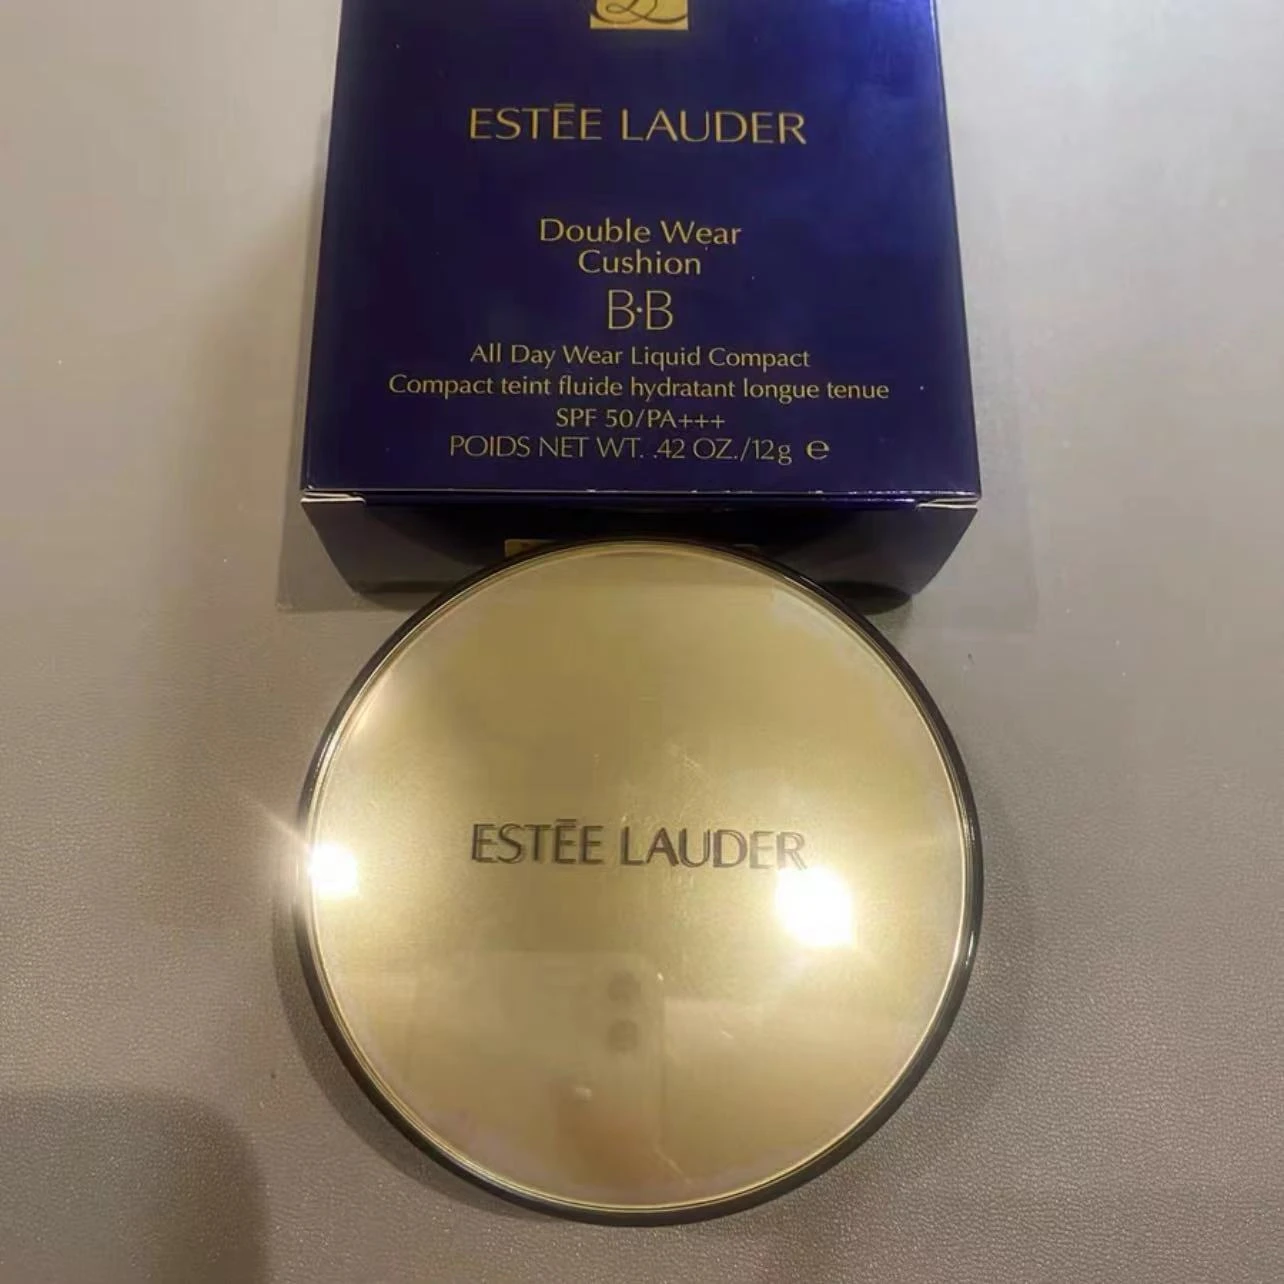 ESTĒE LAUDER
Double Wear
Cushion
B·B
All Day Wear Liquid Compact
Compact teint fluide hydratant longue tenue
SPF 50/PA+++
POIDS NET WT. .42 OZ./12g e
ESTĒE LAUDER